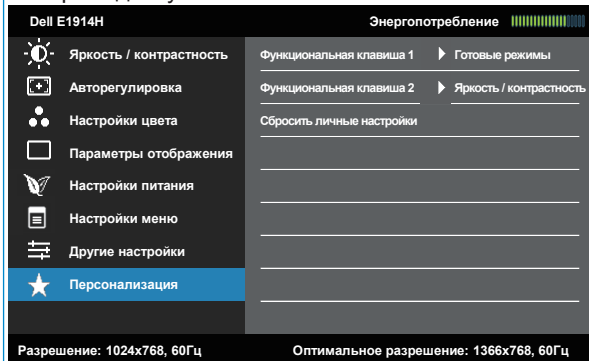 Dell E1914H Энергопотребление
Яркость / контрастность
Авторегулировка
Настройки цвета
Параметры отображения
Настройки питания
Настройки меню
Другие настройки
Персонализация
Функциональная клавиша 1 Готовые режимы
Функциональная клавиша 2 Яркость / контрастность
Сбросить личные настройки
Разрешение: 1024x768, 60Гц Оптимальное разрешение: 1366x768, 60Гц